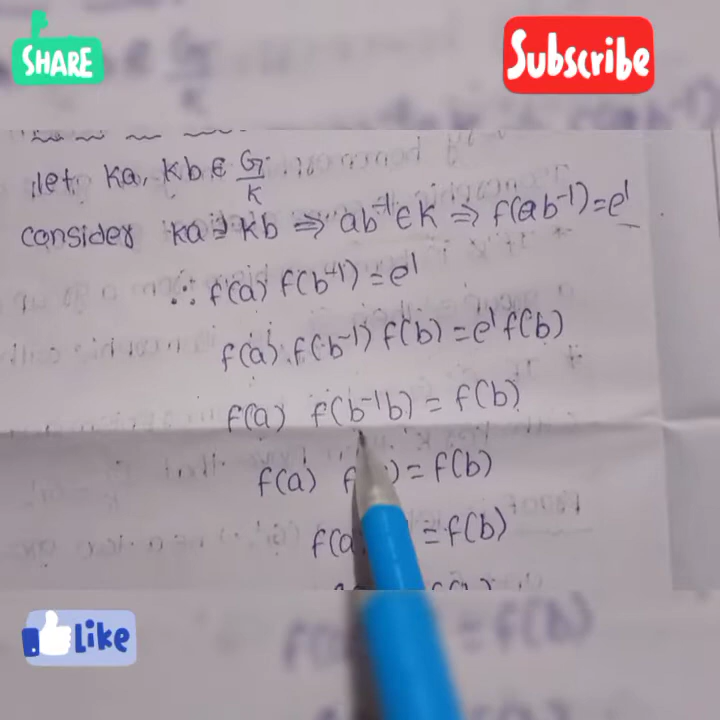 SHARE
Subscribe
let Ka, Kb ∈ G/K
consider Ka = Kb ⇒ ab⁻¹ ∈ K ⇒ f(ab⁻¹) = e'
∴ f(a) f(b⁻¹) = e'
f(a) . f(b⁻¹) f(b) = e' f(b)
f(a) f(b⁻¹b) = f(b)
f(a) f( ) = f(b)
f(a = f(b)
Like